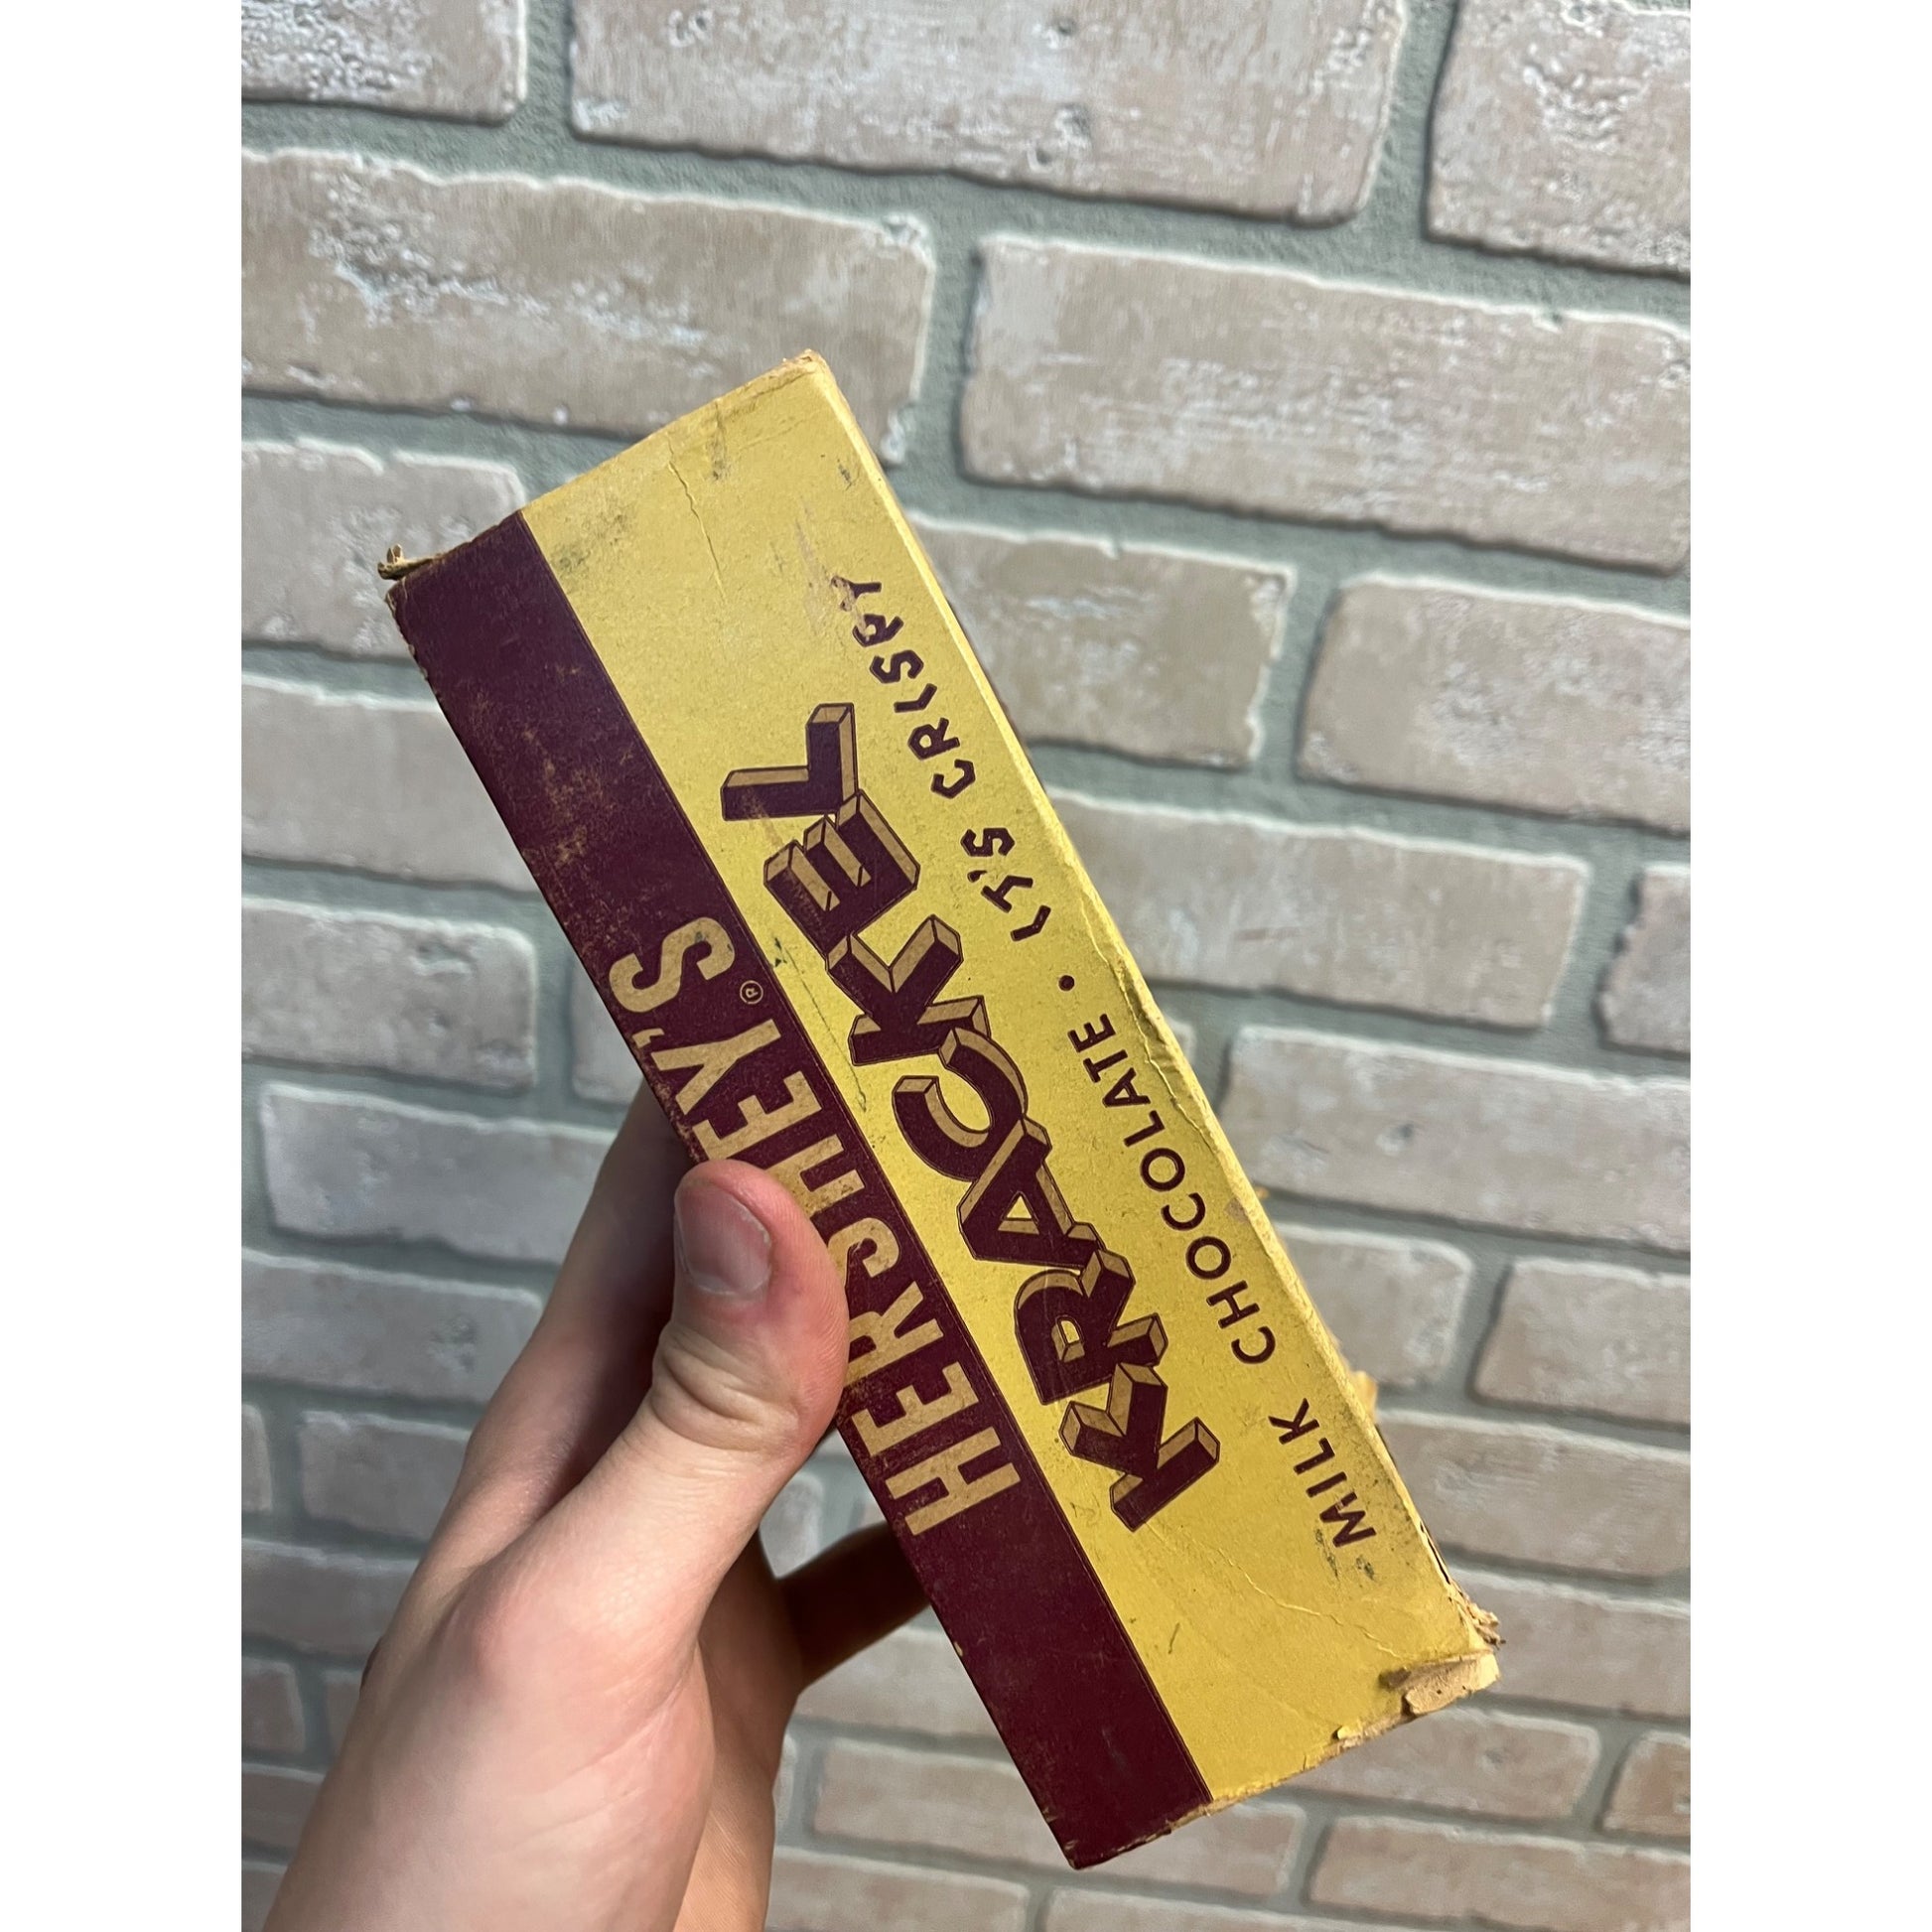 HERSHEY'S®
KRACKEL
MILK CHOCOLATE • IT'S CRISPY